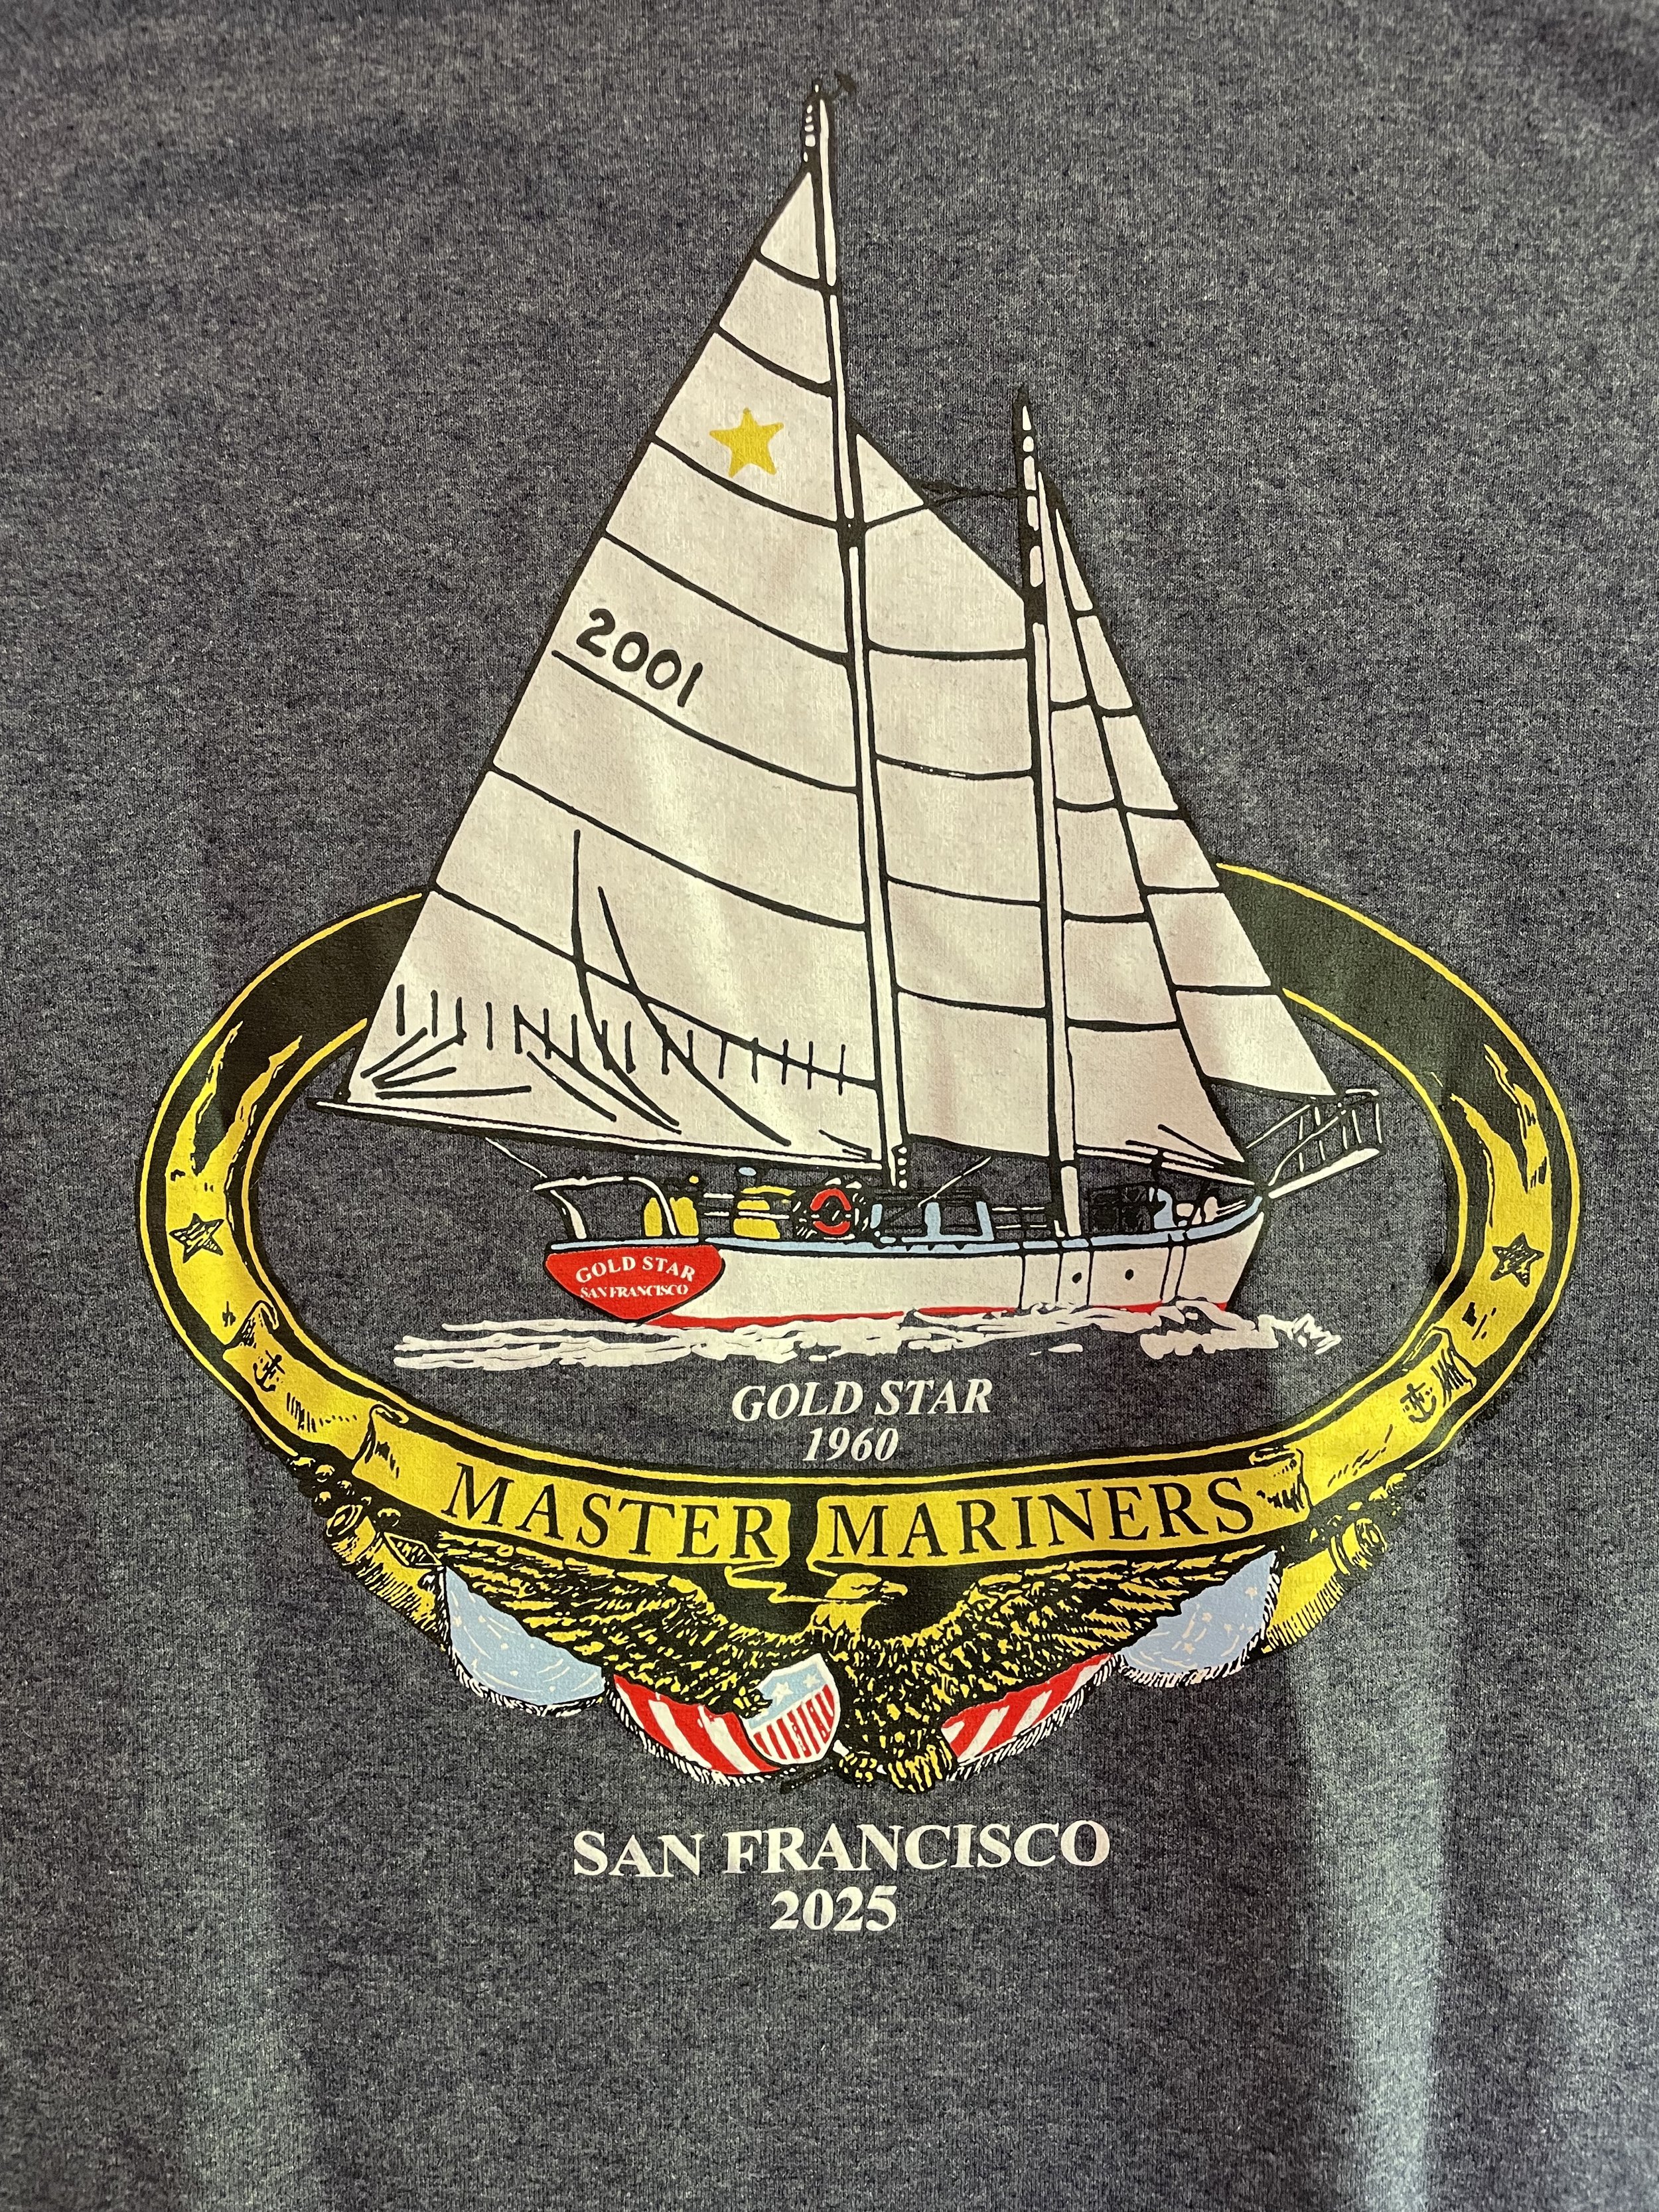 2001
GOLD STAR
SAN FRANCISCO
GOLD STAR
1960
MASTER MARINERS
SAN FRANCISCO
2025